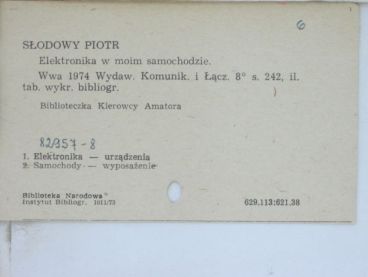 6
SŁODOWY PIOTR
Elektronika w moim samochodzie.
Wwa 1974 Wydaw. Komunik. i Łącz. 8° s. 242, il.
tab. wykr. bibliogr.
Biblioteczka Kierowcy Amatora
82/357-8
1. Elektronika — urządzenia
2. Samochody — wyposażenie
Biblioteka Narodowa
Instytut Bibliogr. 1911/73
629.113:621.38